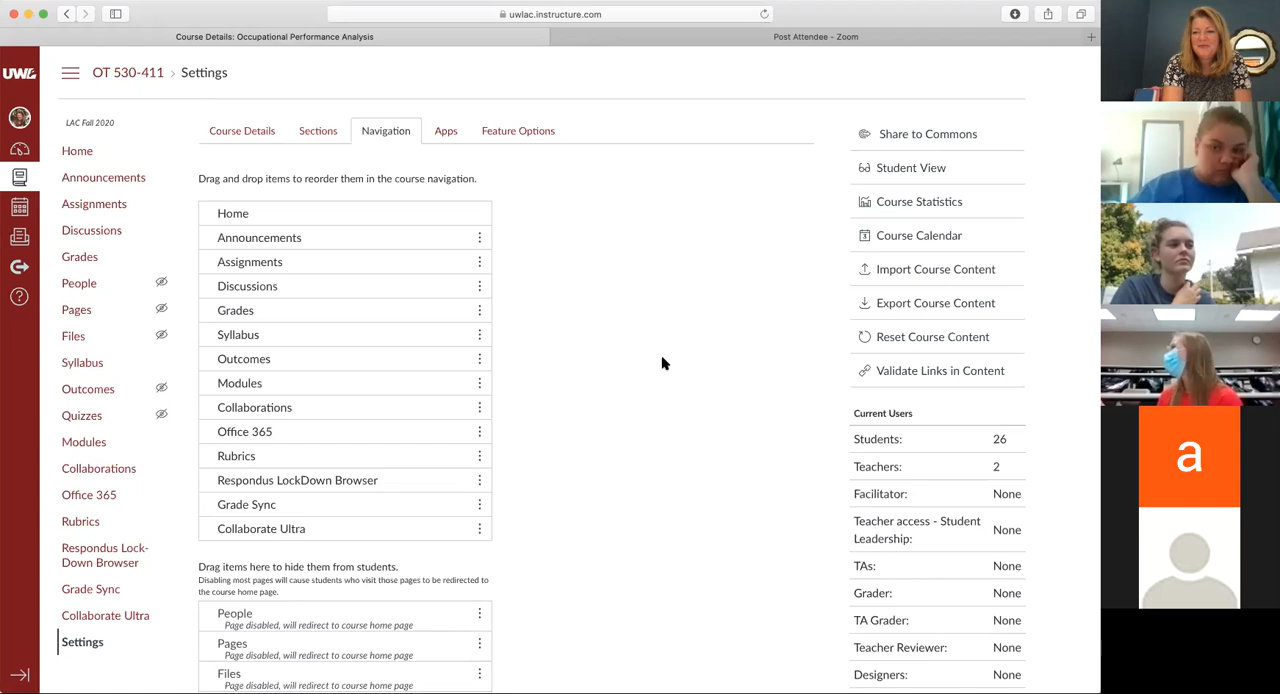 uwlac.instructure.com
Course Details: Occupational Performance Analysis
Post Attendee - Zoom
UWL
OT 530-411 > Settings
LAC Fall 2020
Home
Announcements
Assignments
Discussions
Grades
People
Pages
Files
Syllabus
Outcomes
Quizzes
Modules
Collaborations
Office 365
Rubrics
Respondus Lock-
Down Browser
Grade Sync
Collaborate Ultra
Settings
Course Details
Sections
Navigation
Apps
Feature Options
Drag and drop items to reorder them in the course navigation.
Home
Announcements
Assignments
Discussions
Grades
Syllabus
Outcomes
Modules
Collaborations
Office 365
Rubrics
Respondus LockDown Browser
Grade Sync
Collaborate Ultra
Drag items here to hide them from students.
Disabling most pages will cause students who visit those pages to be redirected to
the course home page.
People
Page disabled, will redirect to course home page
Pages
Page disabled, will redirect to course home page
Files
Page disabled, will redirect to course home page
Share to Commons
Student View
Course Statistics
Course Calendar
Import Course Content
Export Course Content
Reset Course Content
Validate Links in Content
Current Users
Students: 26
Teachers: 2
Facilitator: None
Teacher access - Student
Leadership: None
TAs: None
Grader: None
TA Grader: None
Teacher Reviewer: None
Designers: None
a